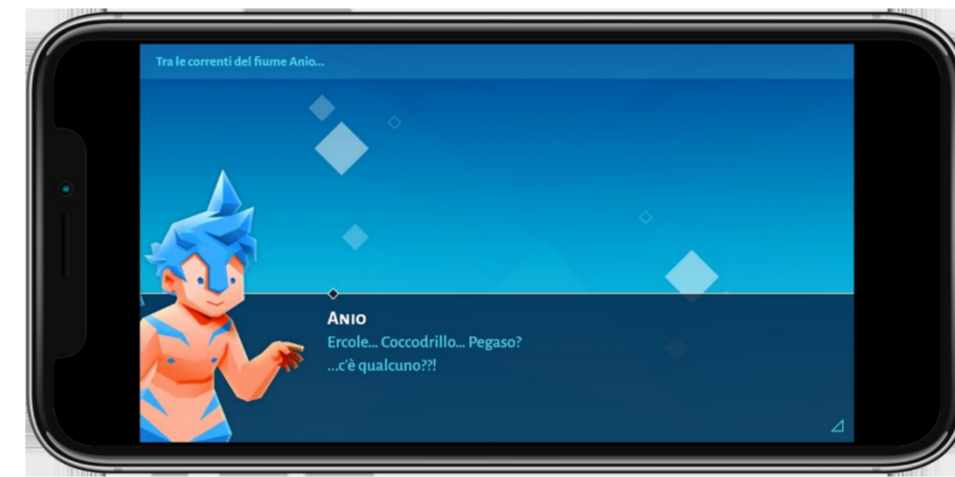 Tra le correnti del fiume Anio...
Anio
Ercole... Coccodrillo... Pegaso?
...c'è qualcuno??!